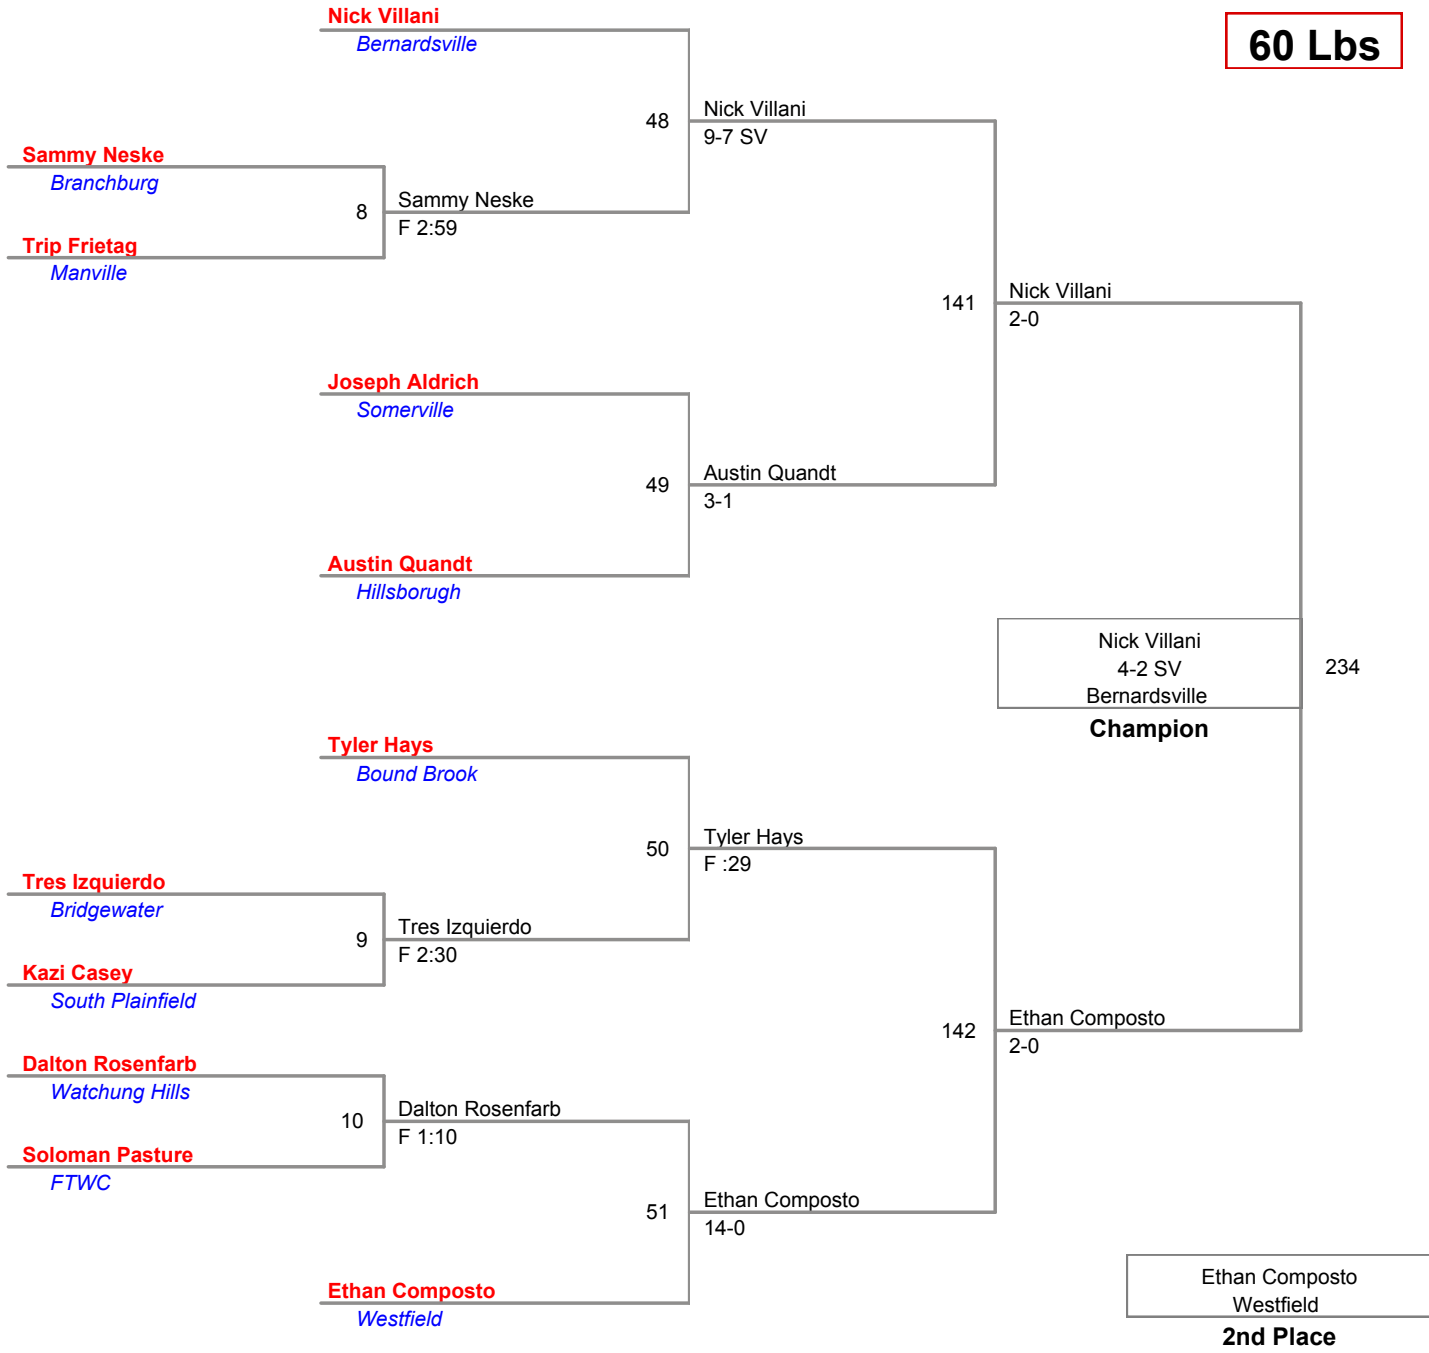 Nick Villani
Bernardsville
60 Lbs
48
Nick Villani
9-7 SV
Sammy Neske
Branchburg
8
Sammy Neske
F 2:59
Trip Frietag
Manville
141
Nick Villani
2-0
Joseph Aldrich
Somerville
49
Austin Quandt
3-1
Austin Quandt
Hillsborugh
Nick Villani
4-2 SV
Bernardsville
234
Champion
Tyler Hays
Bound Brook
50
Tyler Hays
F :29
Tres Izquierdo
Bridgewater
9
Tres Izquierdo
F 2:30
Kazi Casey
South Plainfield
142
Ethan Composto
2-0
Dalton Rosenfarb
Watchung Hills
10
Dalton Rosenfarb
F 1:10
Soloman Pasture
FTWC
51
Ethan Composto
14-0
Ethan Composto
Westfield
Ethan Composto
Westfield
2nd Place